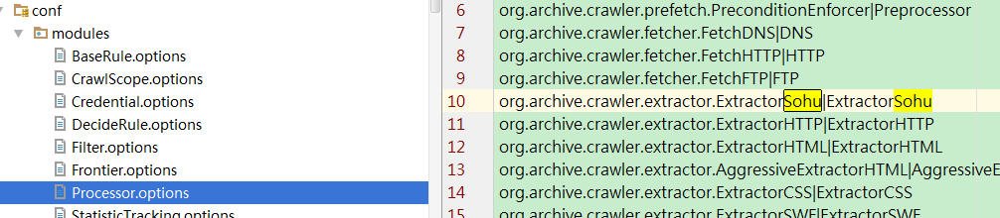 conf
modules
BaseRule.options
CrawlScope.options
Credential.options
DecideRule.options
Filter.options
Frontier.options
Processor.options
StatisticTracking.options
6 org.archive.crawler.prefetch.PreconditionEnforcer|Preprocessor
7 org.archive.crawler.fetcher.FetchDNS|DNS
8 org.archive.crawler.fetcher.FetchHTTP|HTTP
9 org.archive.crawler.fetcher.FetchFTP|FTP
10 org.archive.crawler.extractor.ExtractorSohu|ExtractorSohu
11 org.archive.crawler.extractor.ExtractorHTTP|ExtractorHTTP
12 org.archive.crawler.extractor.ExtractorHTML|ExtractorHTML
13 org.archive.crawler.extractor.AggressiveExtractorHTML|AggressiveE
14 org.archive.crawler.extractor.ExtractorCSS|ExtractorCSS
15 org.archive.crawler.extractor.ExtractorSWF|ExtractorSWF